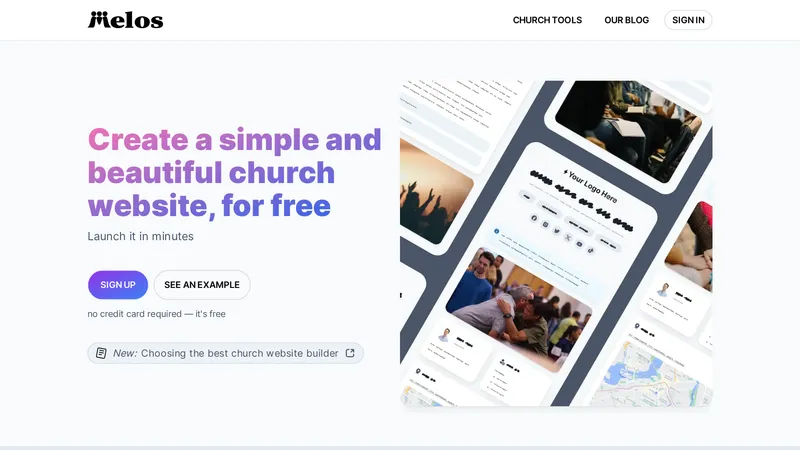 Melos
CHURCH TOOLS
OUR BLOG
SIGN IN
Create a simple and
beautiful church
website, for free
Launch it in minutes
SIGN UP
SEE AN EXAMPLE
no credit card required — it's free
New: Choosing the best church website builder
Your Logo Here